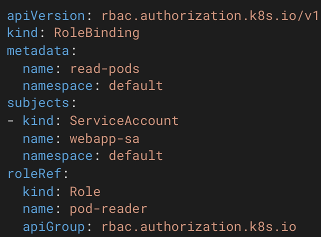 apiVersion: rbac.authorization.k8s.io/v1
kind: RoleBinding
metadata:
  name: read-pods
  namespace: default
subjects:
- kind: ServiceAccount
  name: webapp-sa
  namespace: default
roleRef:
  kind: Role
  name: pod-reader
  apiGroup: rbac.authorization.k8s.io